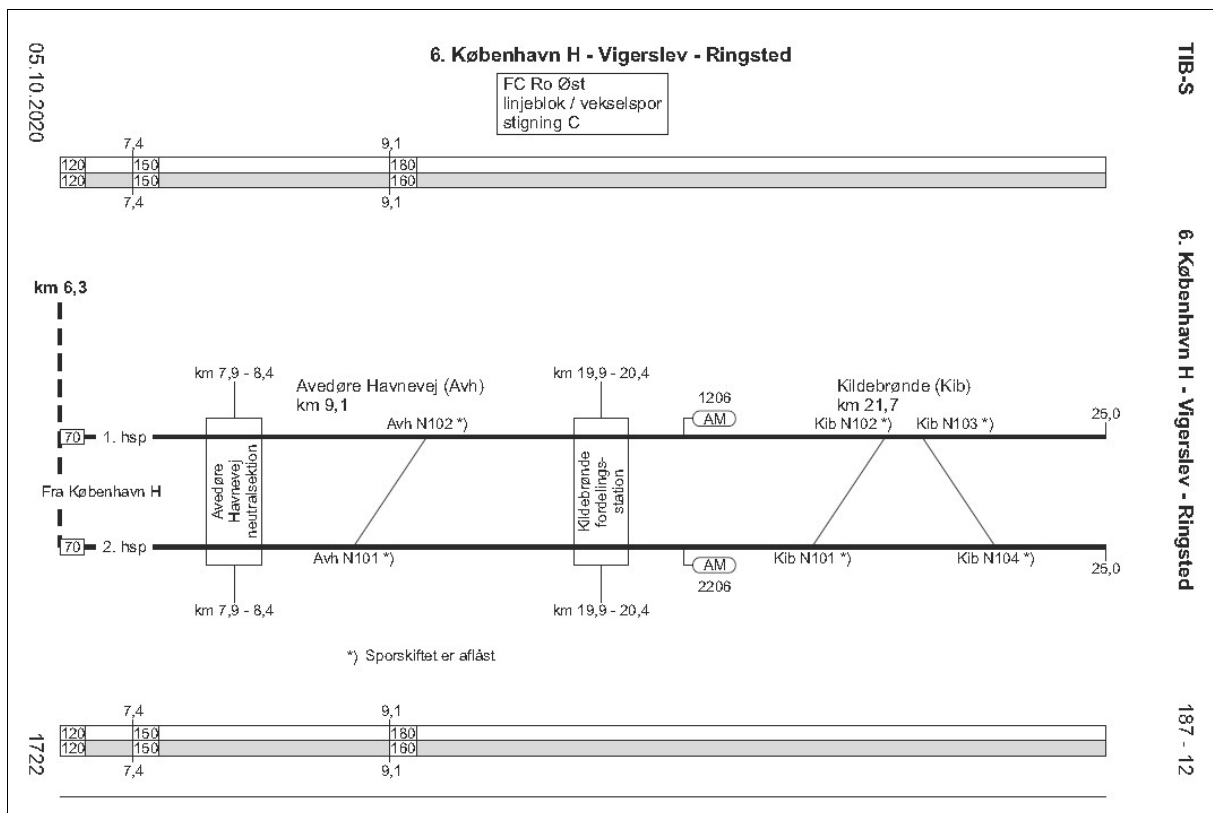 05.10.2020
6. København H - Vigerslev - Ringsted
TIB-S
FC Ro Øst
linjeblok / vekselspor
stigning C
7,4 9,1
120 150 180
120 150 160
7,4 9,1
6. København H - Vigerslev - Ringsted
km 6,3
km 7,9 - 8,4
Avedøre Havnevej (Avh)
km 9,1
km 19,9 - 20,4
1206
AM
Kildebrønde (Kib)
km 21,7
Avh N102 *)
Kib N102 *)
Kib N103 *)
25,0
70
1. hsp
Fra København H
Avedøre
Havnevej
neutralsektion
Kildebrønde
fordelings-
station
70
2. hsp
Avh N101 *)
AM
2206
Kib N101 *)
Kib N104 *)
25,0
km 7,9 - 8,4
km 19,9 - 20,4
*) Sporskiftet er aflåst
7,4 9,1
120 150 180
120 150 160
7,4 9,1
1722
187 - 12